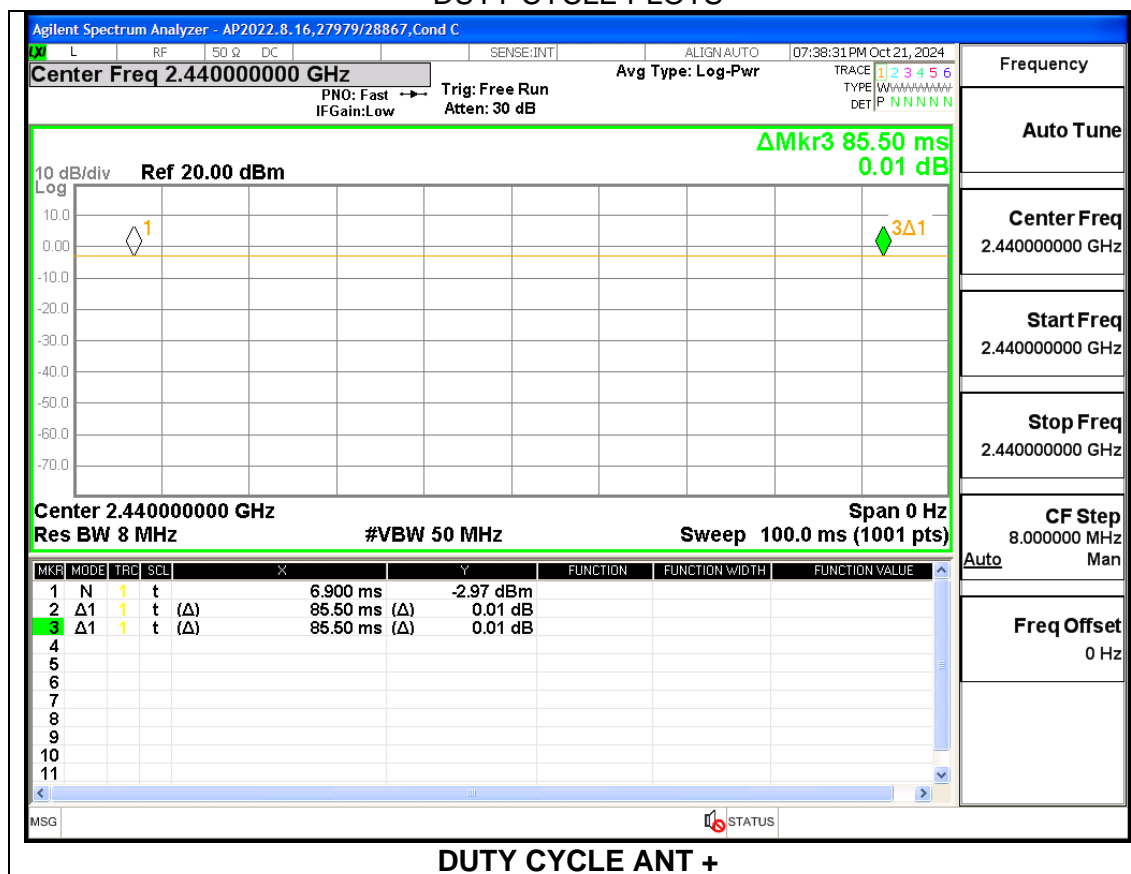 DUTY CYCLE PLOTS
Agilent Spectrum Analyzer - AP2022.8.16,27979/28867,Cond C
LXI L RF 50 Ω DC SENSE:INT ALIGN AUTO 07:38:31 PM Oct 21, 2024
Center Freq 2.440000000 GHz
PNO: Fast
IFGain:Low
Trig: Free Run
Atten: 30 dB
Avg Type: Log-Pwr
TRACE 1 2 3 4 5 6
TYPE WWWWWW
DET P N N N N N
ΔMkr3 85.50 ms
0.01 dB
10 dB/div Ref 20.00 dBm
Log
10.0
0.00
-10.0
-20.0
-30.0
-40.0
-50.0
-60.0
-70.0
1
3Δ1
Center 2.440000000 GHz Span 0 Hz
Res BW 8 MHz #VBW 50 MHz Sweep 100.0 ms (1001 pts)
MKR MODE TRC SCL X Y FUNCTION FUNCTION WIDTH FUNCTION VALUE
1 N 1 t 6.900 ms -2.97 dBm
2 Δ1 1 t (Δ) 85.50 ms (Δ) 0.01 dB
3 Δ1 1 t (Δ) 85.50 ms (Δ) 0.01 dB
4
5
6
7
8
9
10
11
MSG STATUS
Frequency
Auto Tune
Center Freq
2.440000000 GHz
Start Freq
2.440000000 GHz
Stop Freq
2.440000000 GHz
CF Step
8.000000 MHz
Auto Man
Freq Offset
0 Hz
DUTY CYCLE ANT +